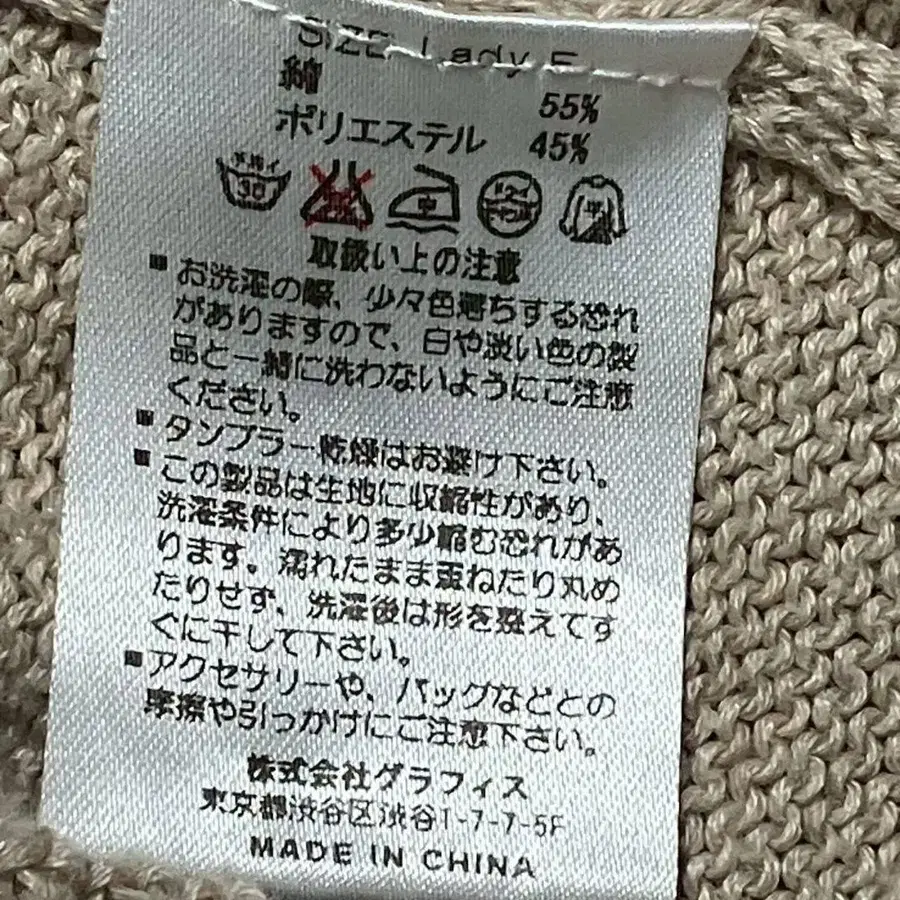 SIZE Lady F
綿 55%
ポリエステル 45%
30 中
取扱い上の注意
■お洗濯の際、少々色落ちする恐れ
がありますので、白や淡い色の製
品と一緒に洗わないようにご注意
ください。
■タンブラー乾燥はお避け下さい。
■この製品は生地に収縮性があり、
洗濯条件により多少縮む恐れがあ
ります。濡れたまま重ねたり丸め
たりせず、洗濯後は形を整えてす
ぐに干して下さい。
■アクセサリーや、バッグなどとの
摩擦や引っかけにご注意下さい。
株式会社ダラフィス
東京都渋谷区渋谷1-7-7-5F
MADE IN CHINA